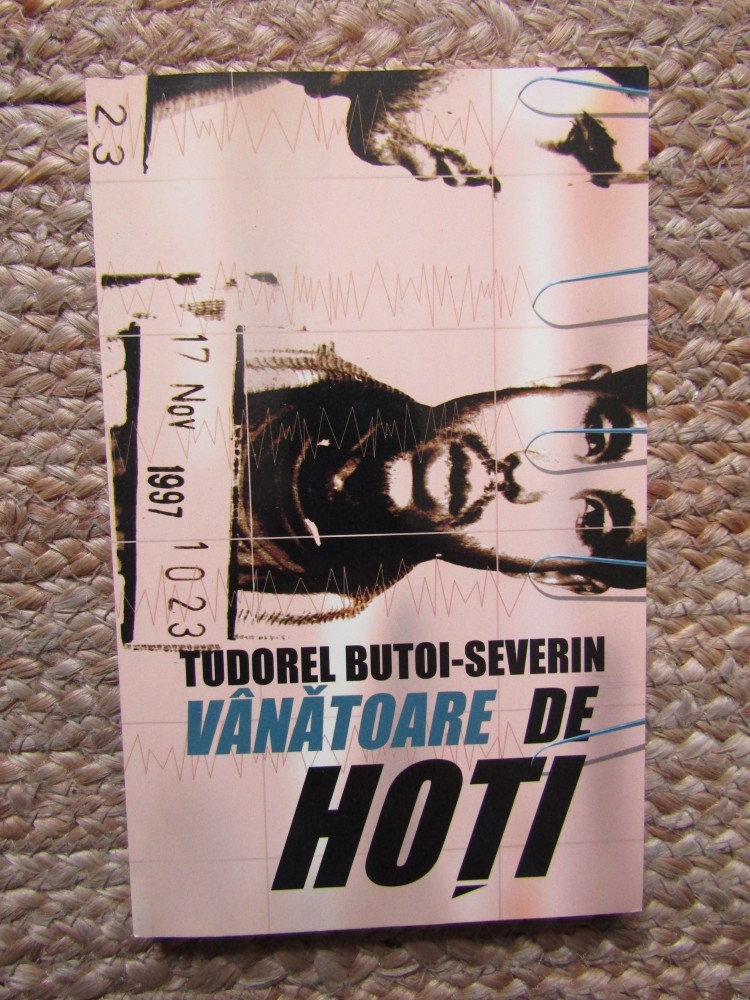 23
17 Nov 1997 1023
TUDOREL BUTOI-SEVERIN
VÂNĂTOARE DE
HOȚI